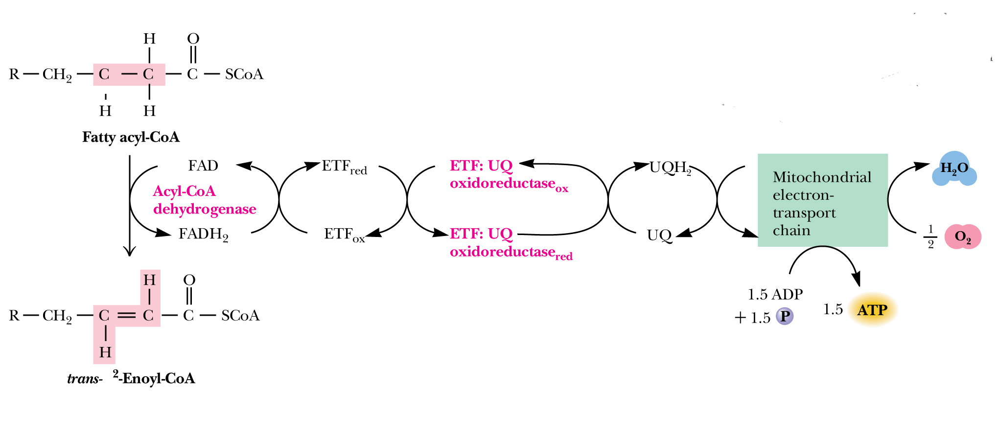 H O
R — CH₂ — C — C — C — SCoA
H H
Fatty acyl-CoA
FAD
Acyl-CoA
dehydrogenase
FADH₂
ETFred
ETFox
ETF: UQ
oxidoreductaseox
ETF: UQ
oxidoreductasered
UQH₂
UQ
Mitochondrial
electron-
transport
chain
H₂O
1/2 O₂
1.5 ADP
+ 1.5 P
1.5 ATP
H O
R — CH₂ — C = C — C — SCoA
H
trans- ²-Enoyl-CoA